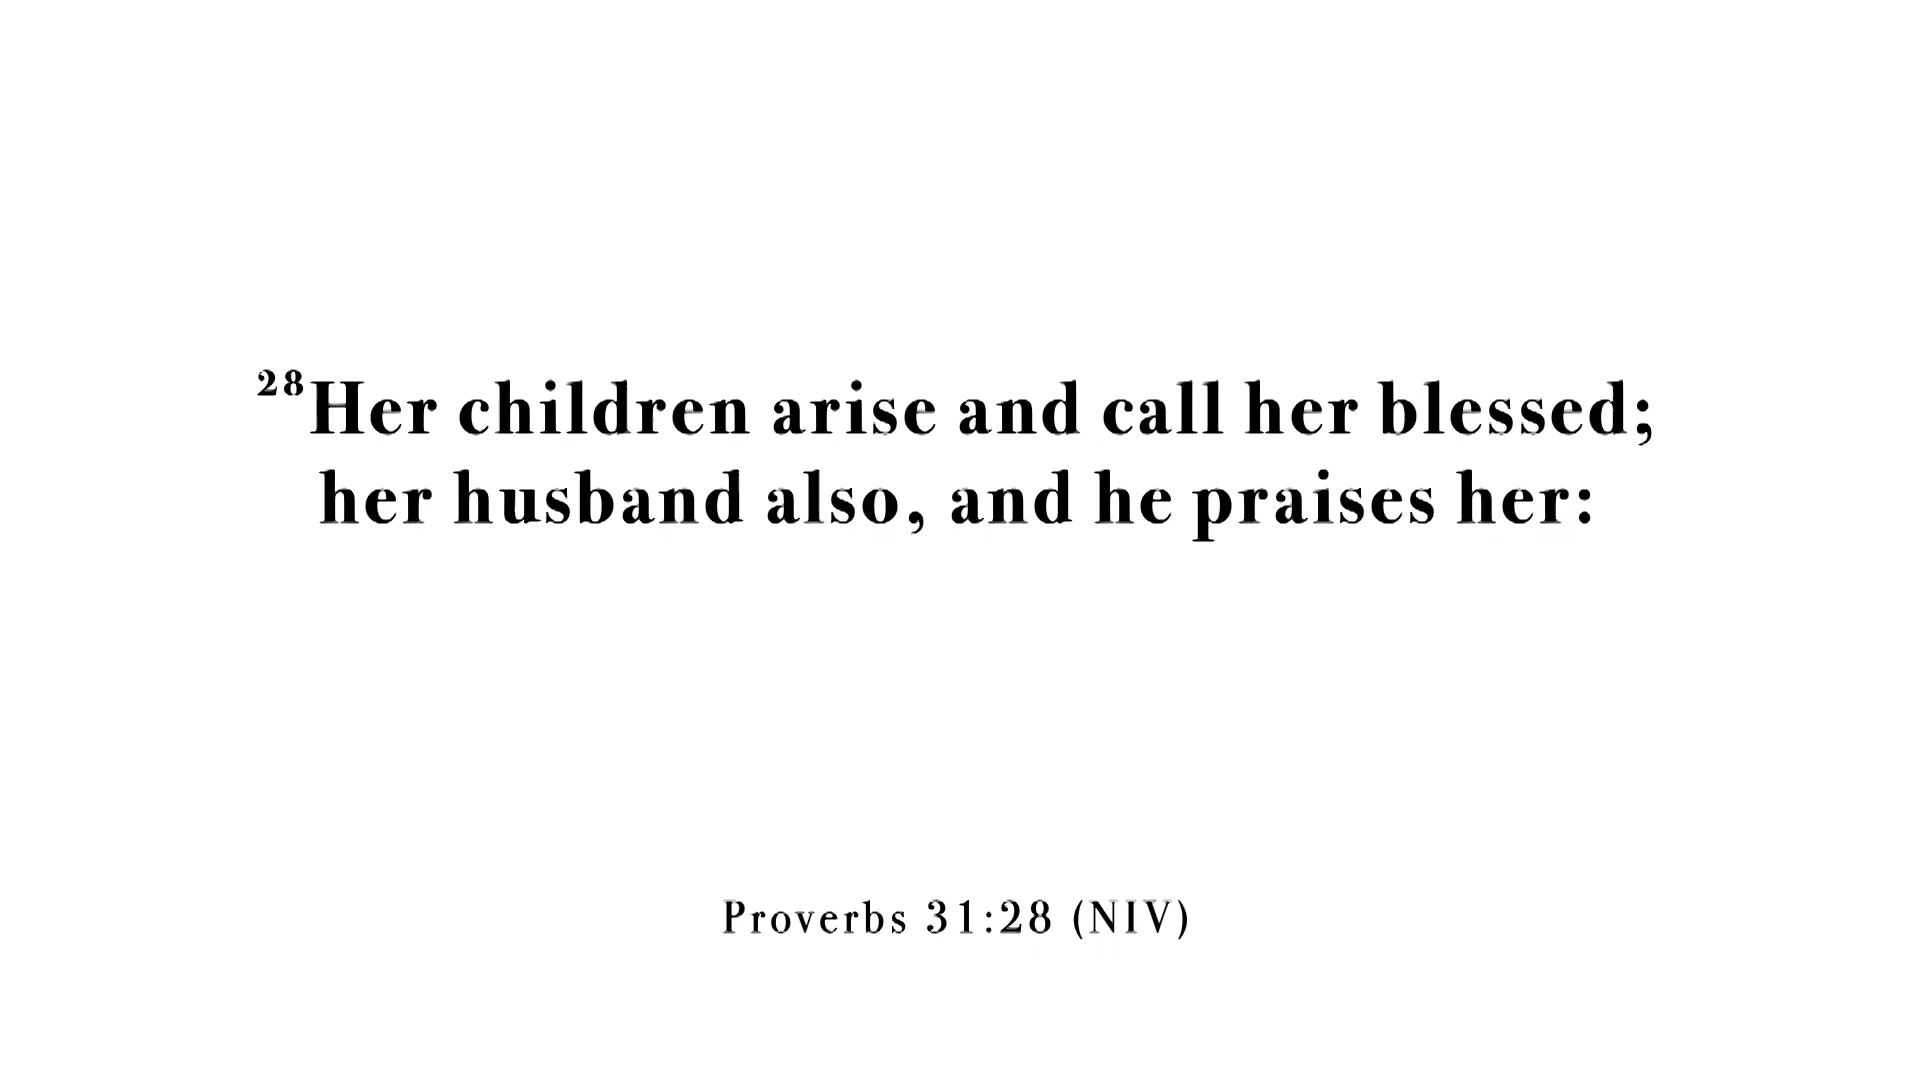 28Her children arise and call her blessed;
her husband also, and he praises her:
Proverbs 31:28 (NIV)